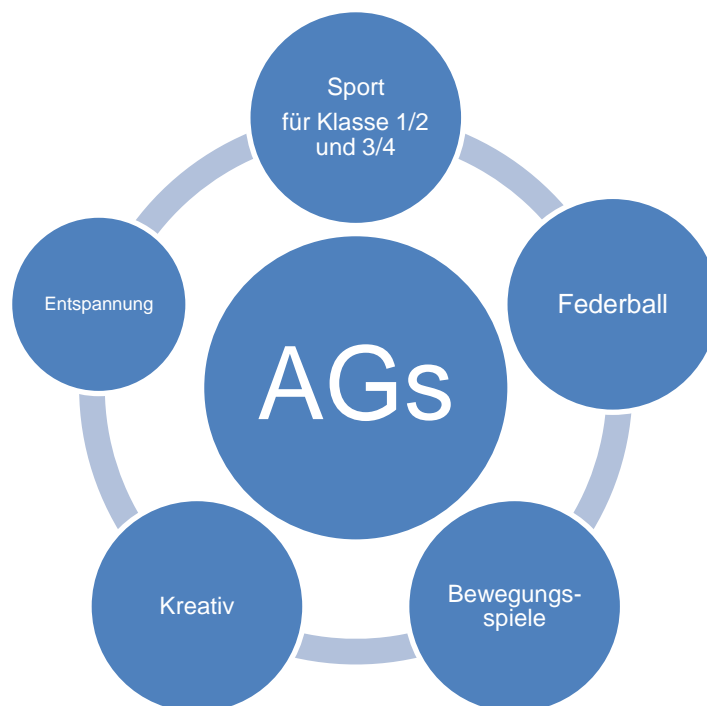 Sport
für Klasse 1/2
und 3/4
Federball
Bewegungs-
spiele
Kreativ
Entspannung
AGs